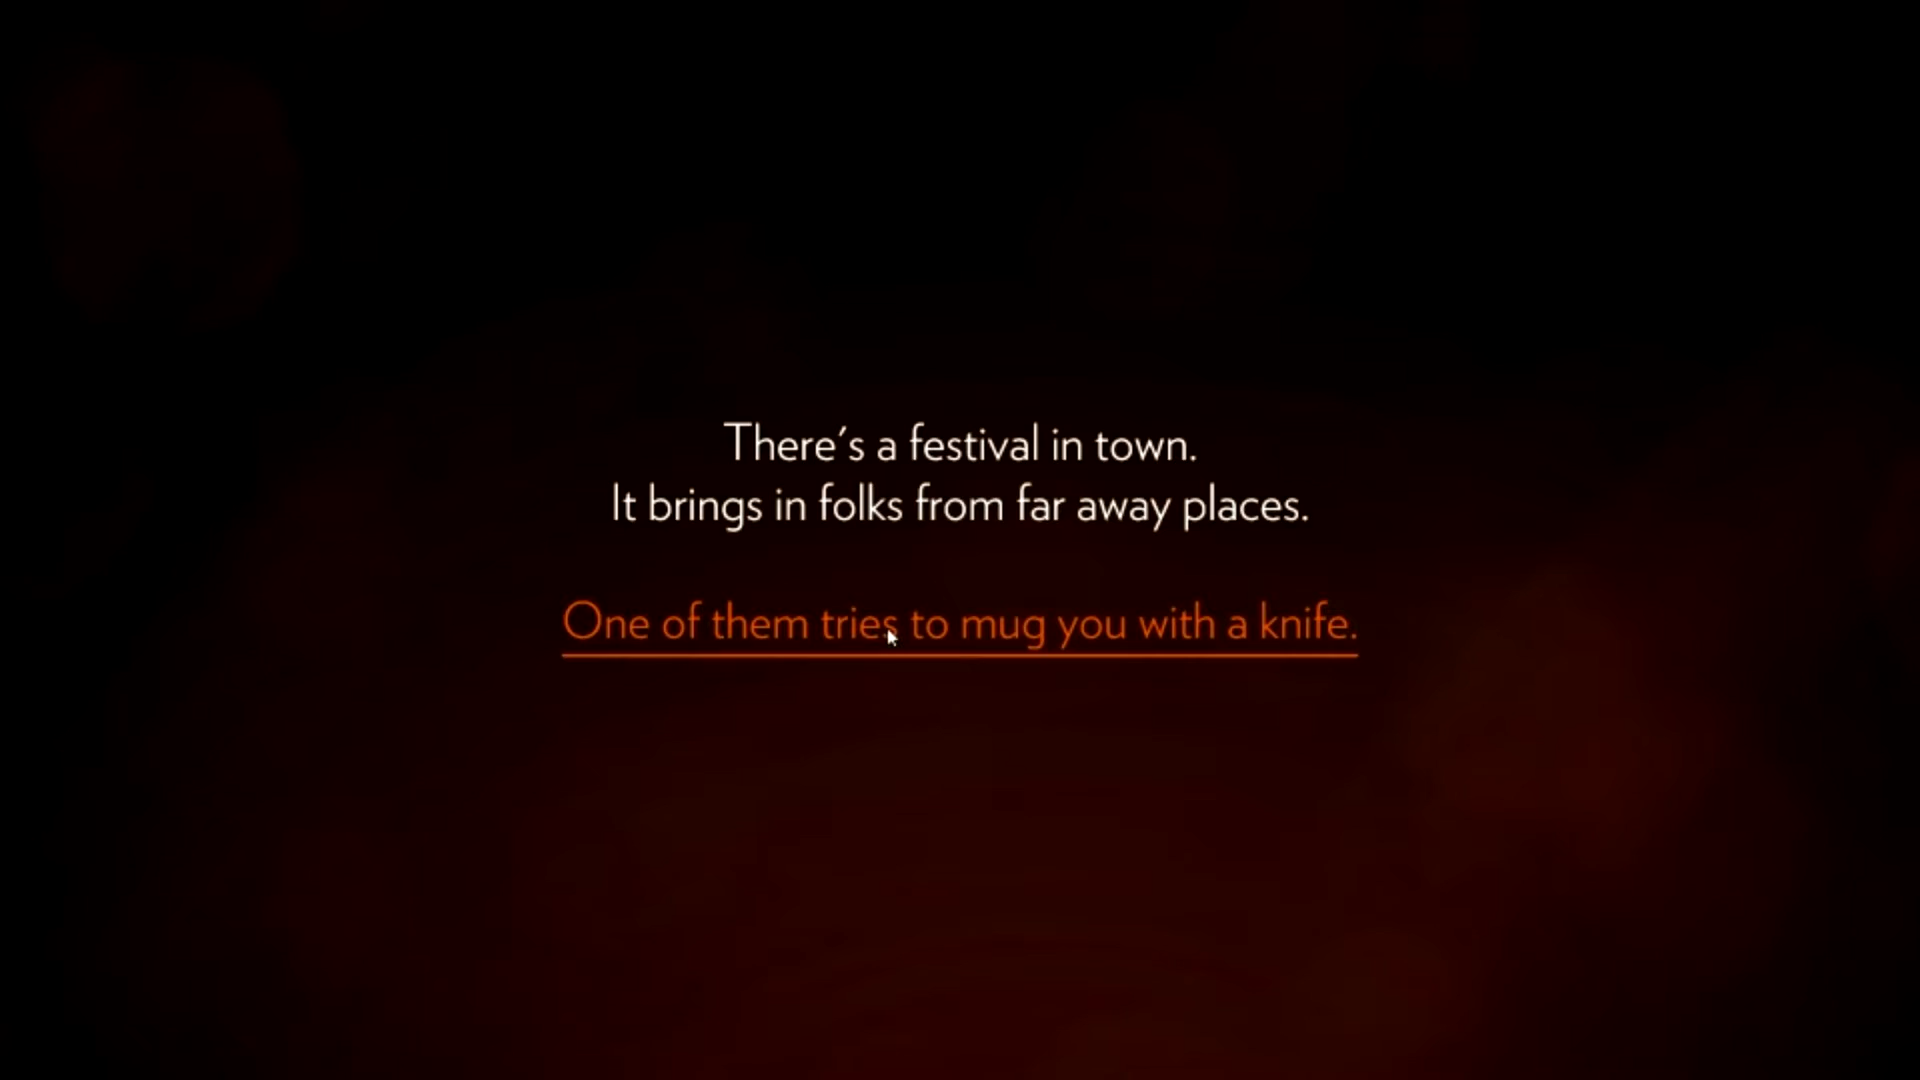 There's a festival in town.
It brings in folks from far away places.
One of them tries to mug you with a knife.